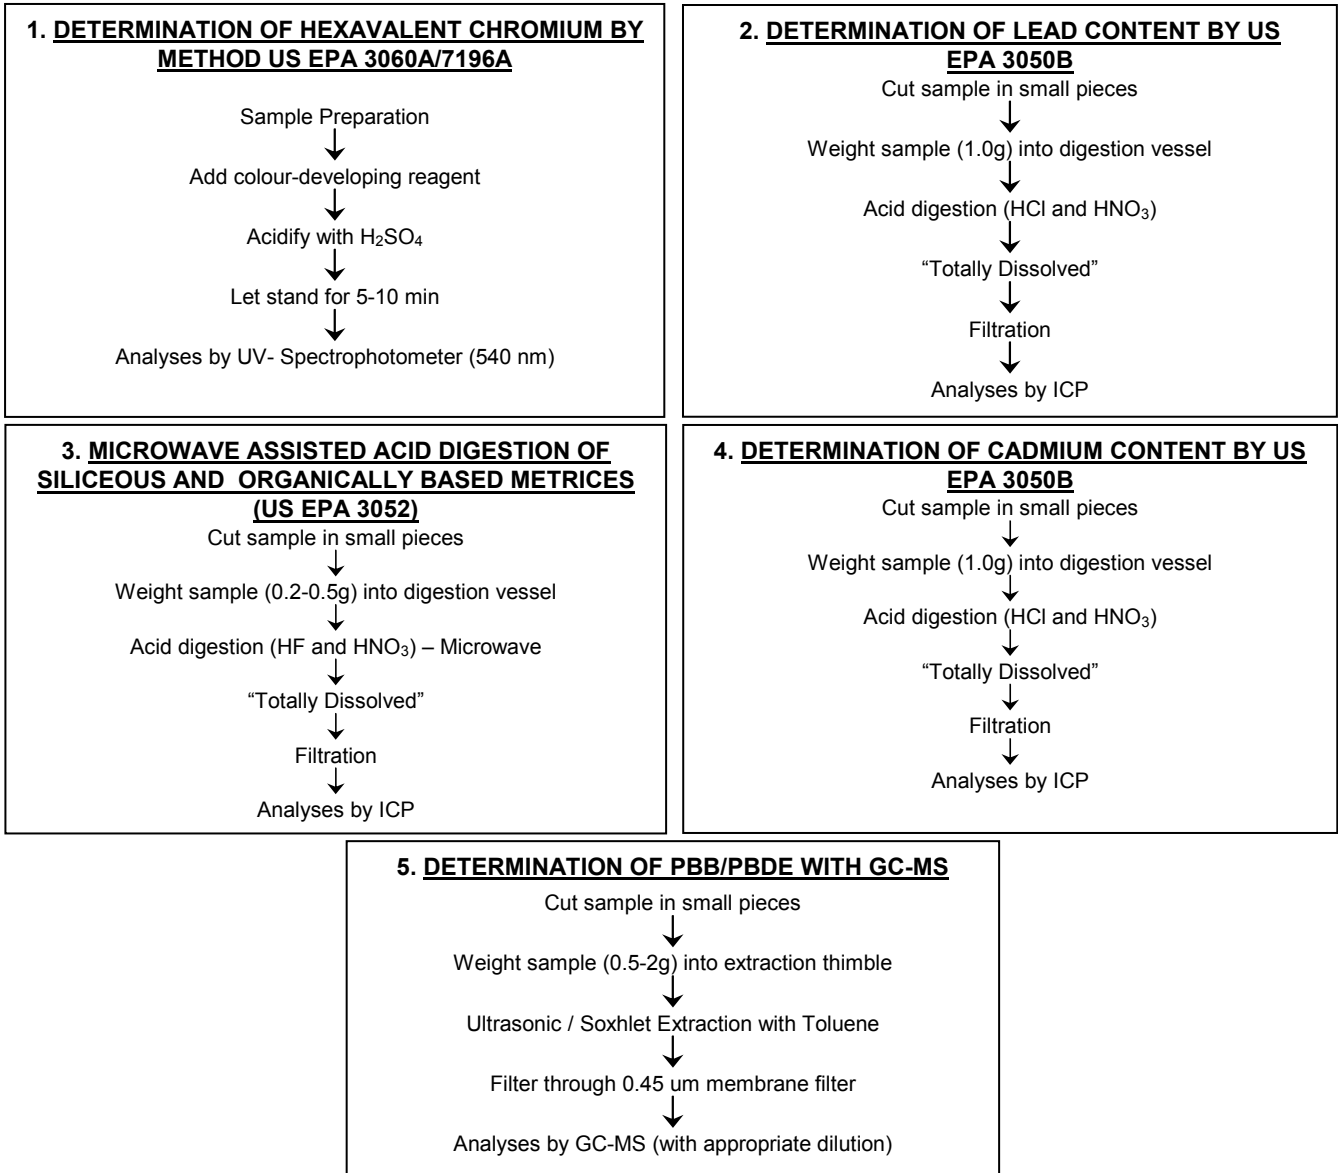 1. DETERMINATION OF HEXAVALENT CHROMIUM BY
METHOD US EPA 3060A/7196A
Sample Preparation
Add colour-developing reagent
Acidify with H₂SO₄
Let stand for 5-10 min
Analyses by UV- Spectrophotometer (540 nm)
2. DETERMINATION OF LEAD CONTENT BY US
EPA 3050B
Cut sample in small pieces
Weight sample (1.0g) into digestion vessel
Acid digestion (HCl and HNO₃)
“Totally Dissolved”
Filtration
Analyses by ICP
3. MICROWAVE ASSISTED ACID DIGESTION OF
SILICEOUS AND ORGANICALLY BASED METRICES
(US EPA 3052)
Cut sample in small pieces
Weight sample (0.2-0.5g) into digestion vessel
Acid digestion (HF and HNO₃) – Microwave
“Totally Dissolved”
Filtration
Analyses by ICP
4. DETERMINATION OF CADMIUM CONTENT BY US
EPA 3050B
Cut sample in small pieces
Weight sample (1.0g) into digestion vessel
Acid digestion (HCl and HNO₃)
“Totally Dissolved”
Filtration
Analyses by ICP
5. DETERMINATION OF PBB/PBDE WITH GC-MS
Cut sample in small pieces
Weight sample (0.5-2g) into extraction thimble
Ultrasonic / Soxhlet Extraction with Toluene
Filter through 0.45 um membrane filter
Analyses by GC-MS (with appropriate dilution)